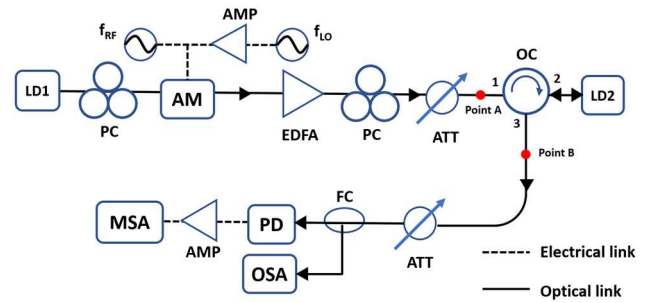 AMP
f_RF
f_LO
OC
LD1
PC
AM
EDFA
PC
ATT
Point A
1
2
3
LD2
Point B
MSA
AMP
PD
FC
ATT
OSA
Electrical link
Optical link